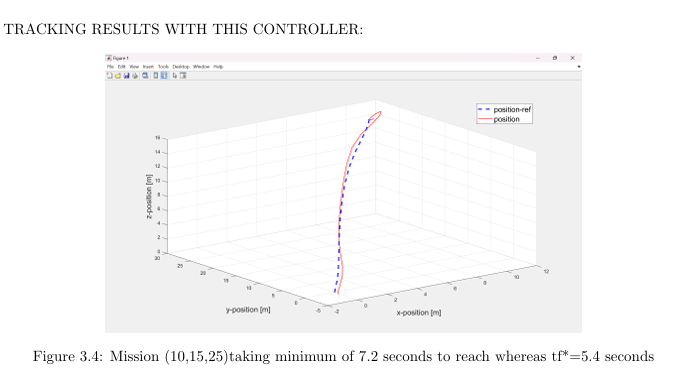 TRACKING RESULTS WITH THIS CONTROLLER:
Figure 1
File Edit View Insert Tools Desktop Window Help
position-ref
position
16
14
12
10
8
6
4
2
0
z-position [m]
30
25
20
15
10
5
0
-5
y-position [m]
-2
0
2
4
6
8
10
12
x-position [m]
Figure 3.4: Mission (10,15,25)taking minimum of 7.2 seconds to reach whereas tf*=5.4 seconds